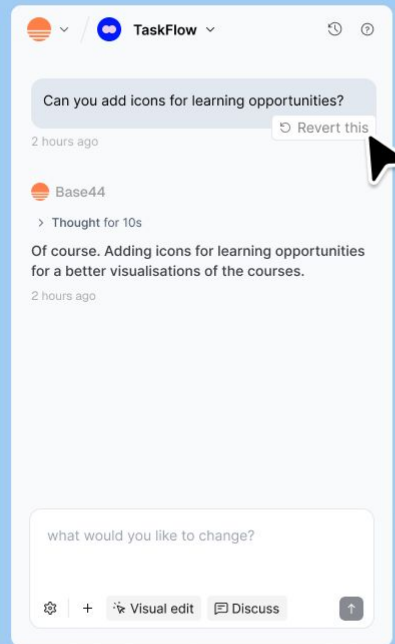 TaskFlow
Can you add icons for learning opportunities?
Revert this
2 hours ago
Base44
Thought for 10s
Of course. Adding icons for learning opportunities
for a better visualisations of the courses.
2 hours ago
what would you like to change?
Visual edit
Discuss